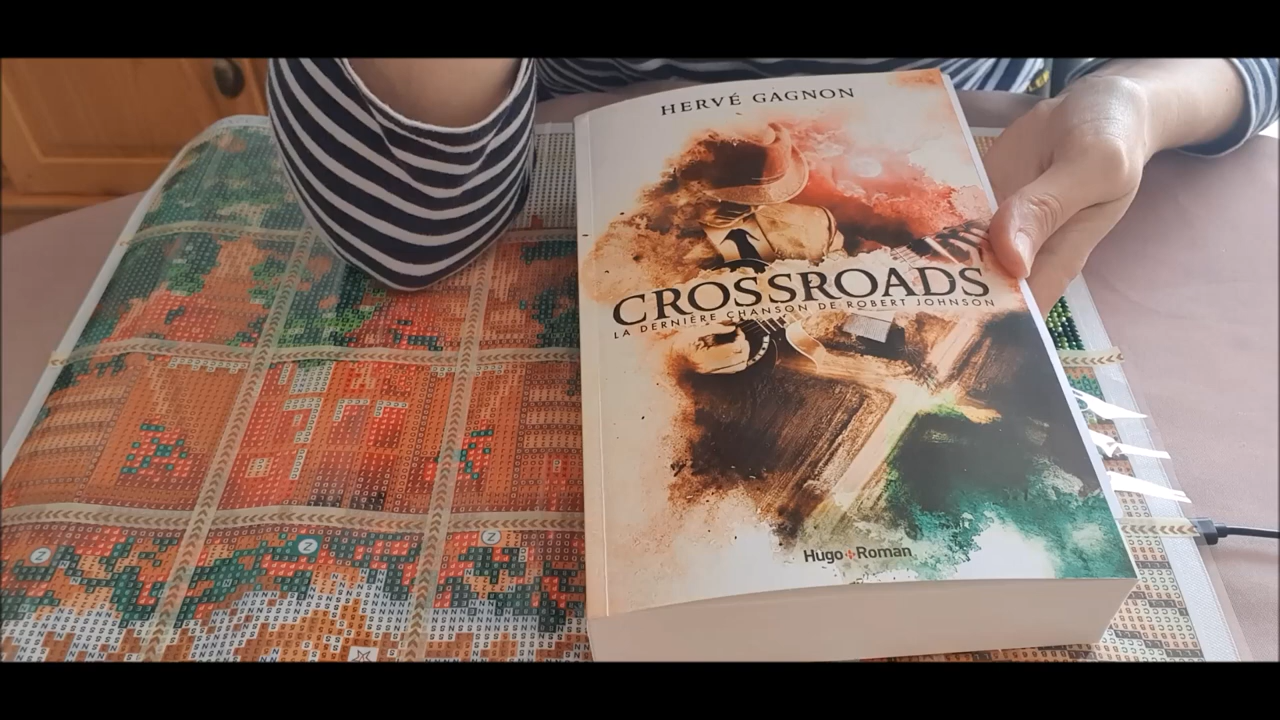 HERVÉ GAGNON
CROSSROADS
LA DERNIÈRE CHANSON DE ROBERT JOHNSON
Hugo Roman